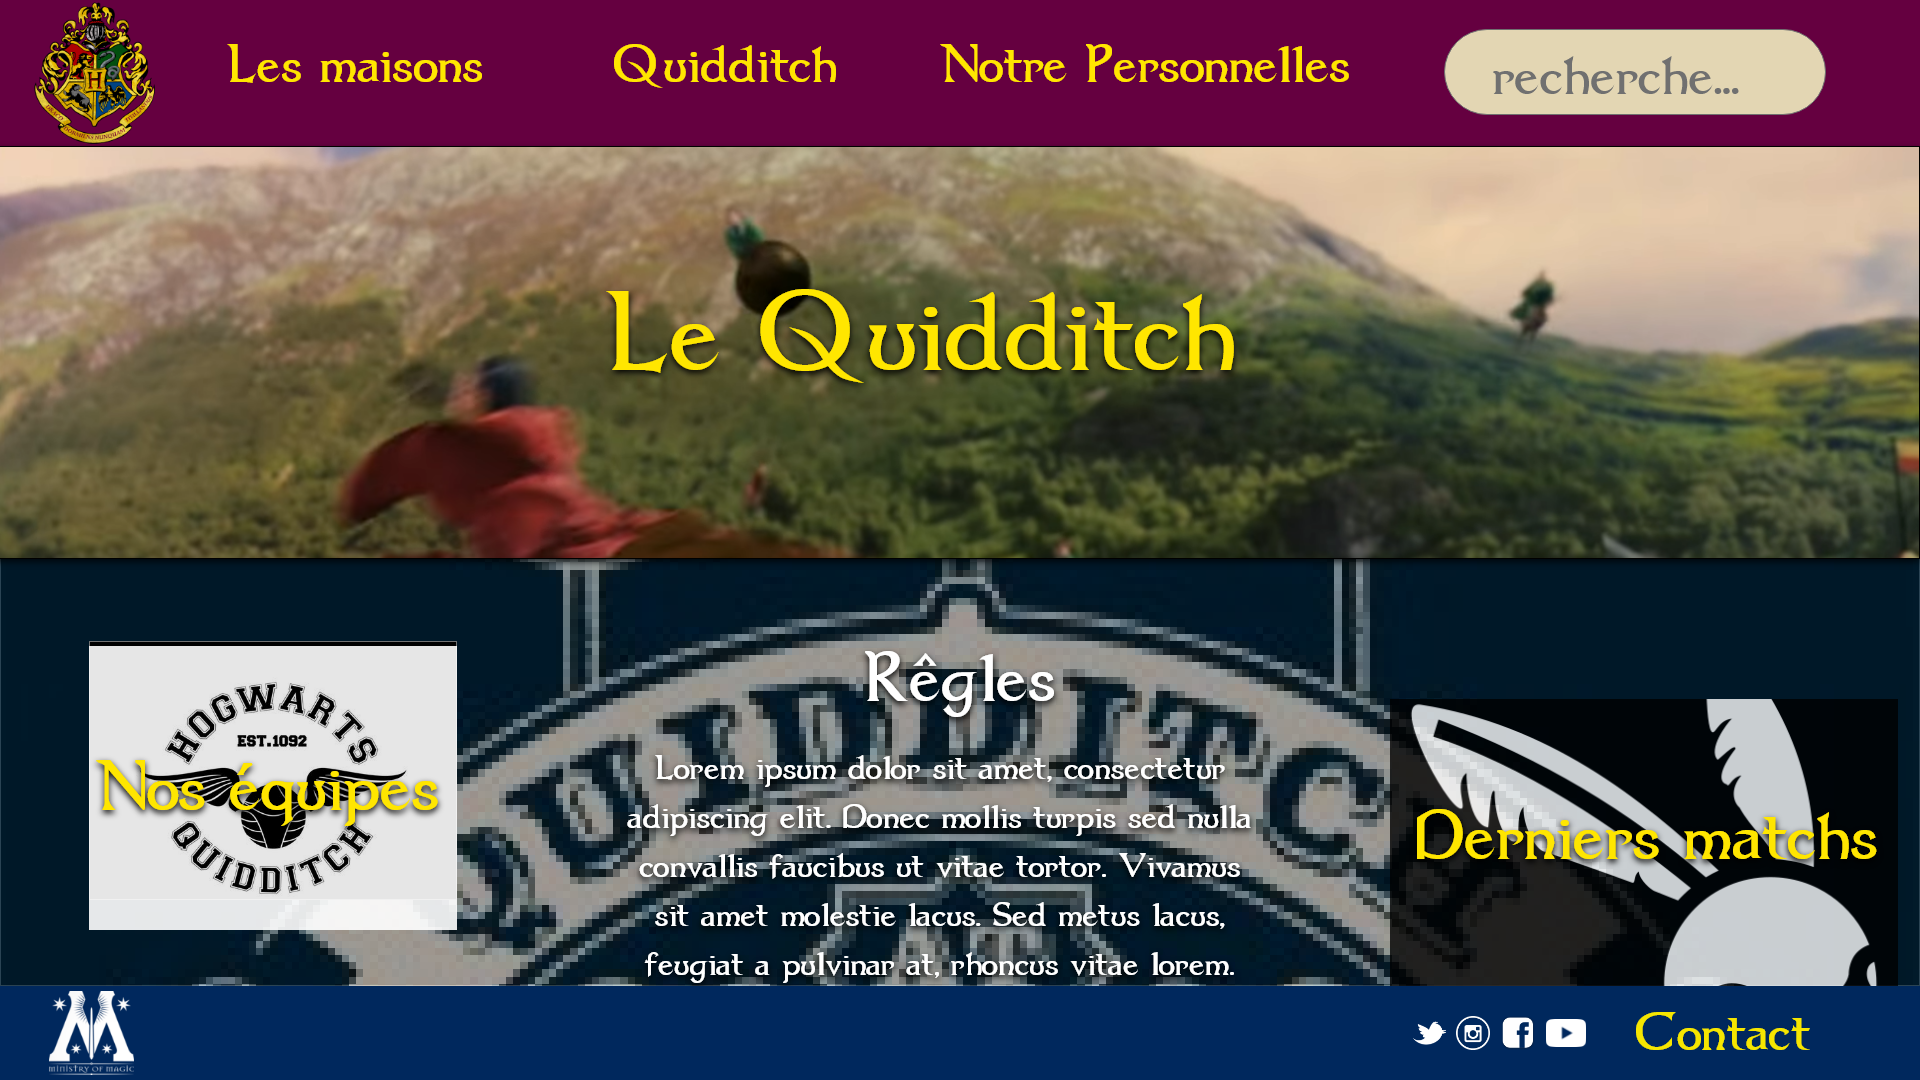 Les maisons
Quidditch
Notre Personnelles
recherche...
Le Quidditch
HOGWARTS
EST.1092
Nos équipes
QUIDDITCH
QUIDDITC
Rêgles
Lorem ipsum dolor sit amet, consectetur
adipiscing elit. Donec mollis turpis sed nulla
convallis faucibus ut vitae tortor. Vivamus
sit amet molestie lacus. Sed metus lacus,
feugiat a pulvinar at, rhoncus vitae lorem.
AT
Derniers matchs
MINISTRY OF MAGIC
Contact